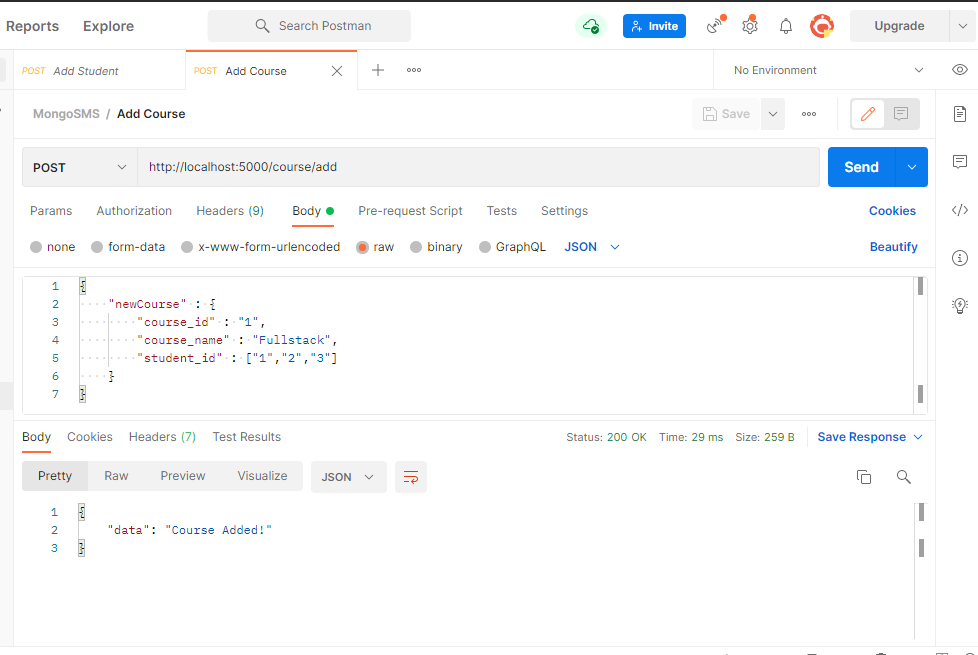 Reports Explore Search Postman Invite Upgrade
POST Add Student POST Add Course No Environment
MongoSMS / Add Course Save
POST http://localhost:5000/course/add Send
Params Authorization Headers (9) Body Pre-request Script Tests Settings Cookies
none form-data x-www-form-urlencoded raw binary GraphQL JSON Beautify
1 {
2 "newCourse" : {
3 "course_id" : "1",
4 "course_name" : "Fullstack",
5 "student_id" : ["1","2","3"]
6 }
7 }
Body Cookies Headers (7) Test Results Status: 200 OK Time: 29 ms Size: 259 B Save Response
Pretty Raw Preview Visualize JSON
1 {
2 "data": "Course Added!"
3 }